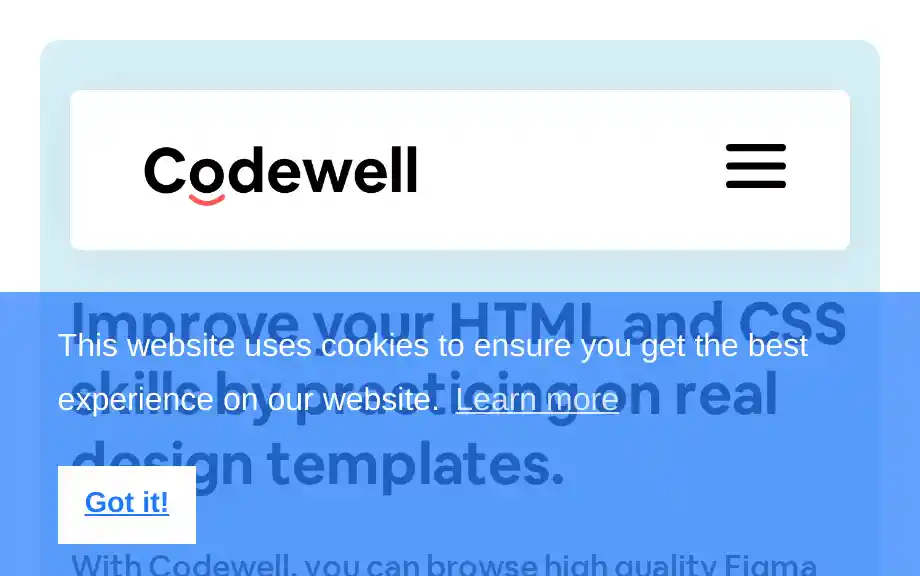 Codewell
Improve your HTML and CSS
skills by practicing on real
design templates.
This website uses cookies to ensure you get the best
experience on our website. Learn more
Got it!
With Codewell, you can browse high quality Figma